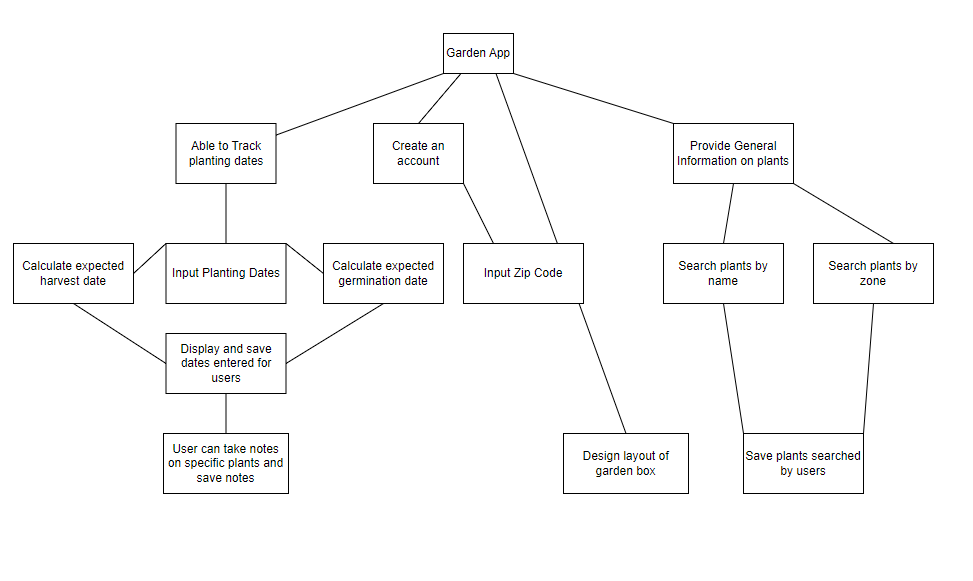 Garden App
Able to Track
planting dates
Create an
account
Provide General
Information on plants
Calculate expected
harvest date
Input Planting Dates
Calculate expected
germination date
Input Zip Code
Search plants by
name
Search plants by
zone
Display and save
dates entered for
users
User can take notes
on specific plants and
save notes
Design layout of
garden box
Save plants searched
by users